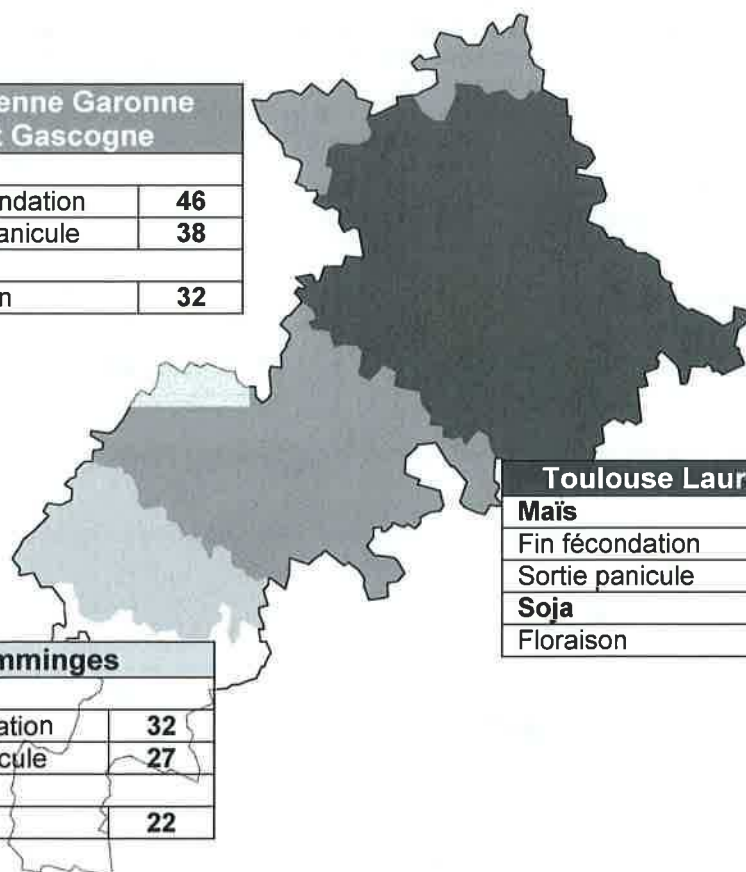 enne Garonne
t Gascogne
ndation 46
anicule 38
n 32
Toulouse Laur
Maïs
Fin fécondation
Sortie panicule
Soja
Floraison
mminges
ation 32
cule 27
22